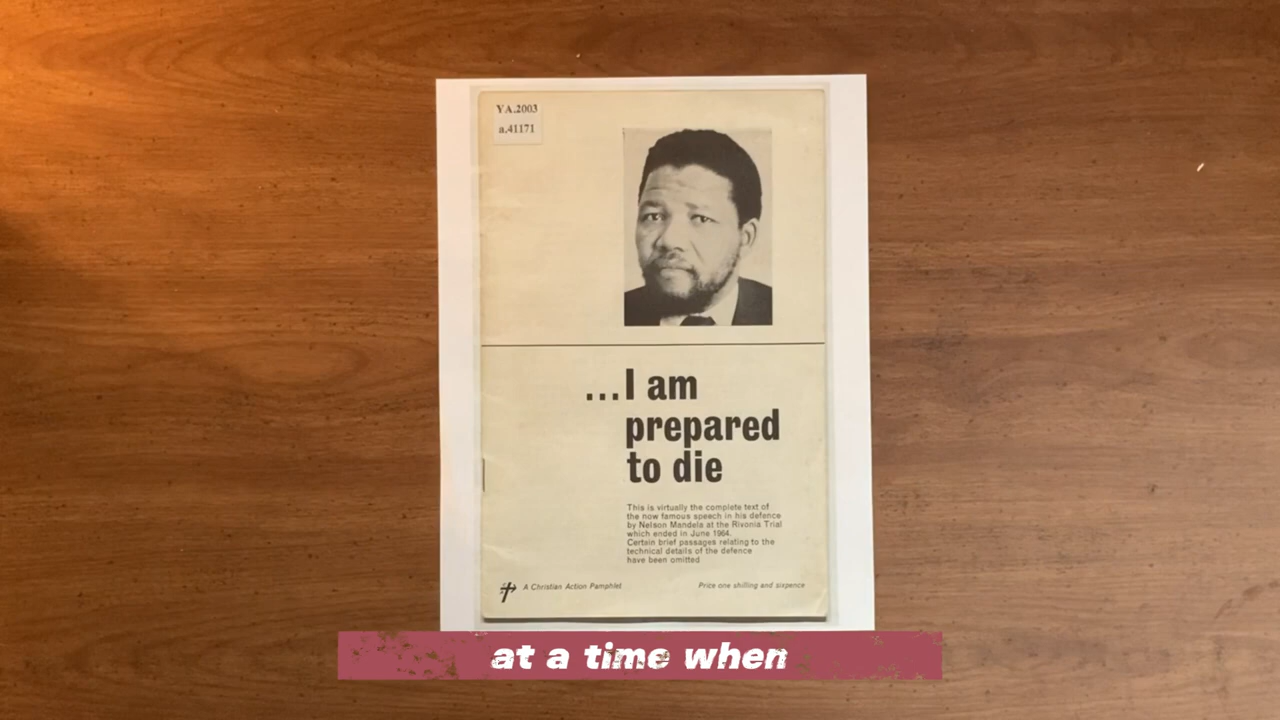 YA.2003
a.41171
...I am
prepared
to die
This is virtually the complete text of
the now famous speech in his defence
by Nelson Mandela at the Rivonia Trial
which ended in June 1964.
Certain brief passages relating to the
technical details of the defence
have been omitted
A Christian Action Pamphlet
Price one shilling and sixpence
at a time when